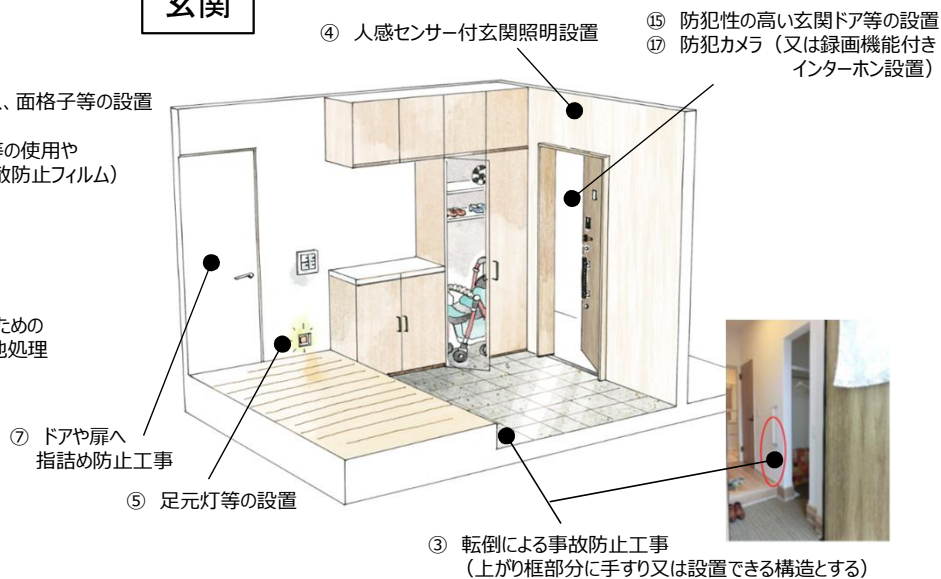 玄関
④ 人感センサー付玄関照明設置
⑮ 防犯性の高い玄関ドア等の設置
⑰ 防犯カメラ（又は録画機能付き
インターホン設置）
、面格子等の設置
等の使用や
防止フィルム）
ための
処理
⑦ ドアや扉へ
指詰め防止工事
⑤ 足元灯等の設置
③ 転倒による事故防止工事
（上がり框部分に手すり又は設置できる構造とする）